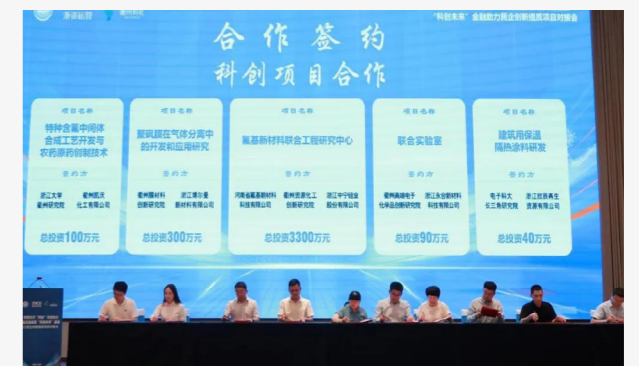 "科创未来"金融助力民企创新提质项目对接会
合作签约
科创项目合作
项目名称
特种含氟中间体
合成工艺开发与
农药原药创制技术
签约方
浙江大学
衢州研究院
衢州凯沃
化工有限公司
总投资100万元
项目名称
聚砜膜在气体分离中
的开发和应用研究
签约方
衢州膜材料
创新研究院
浙江博尔曼
新材料有限公司
总投资300万元
项目名称
氟基新材料联合工程研究中心
签约方
河南省氟基新材料
科技有限公司
衢州资源化工
创新研究院
浙江中宁硅业
股份有限公司
总投资3300万元
项目名称
联合实验室
签约方
衢州高端电子
化学品创新研究院
浙江永合新材料
科技有限公司
总投资90万元
项目名称
建筑用保温
隔热涂料研发
签约方
电子科大
长三角研究院
资源有限公司
总投资40万元